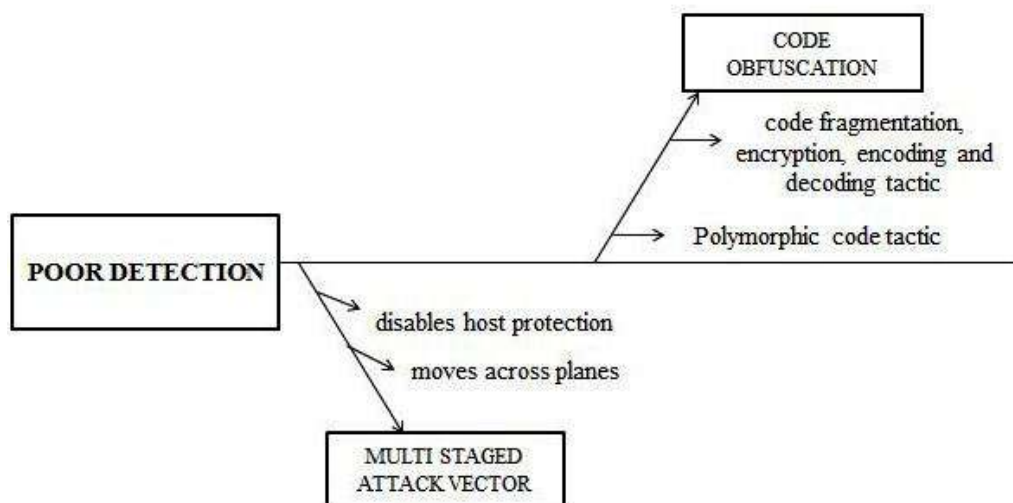 CODE
OBFUSCATION
code fragmentation,
encryption, encoding and
decoding tactic
Polymorphic code tactic
POOR DETECTION
disables host protection
moves across planes
MULTI STAGED
ATTACK VECTOR